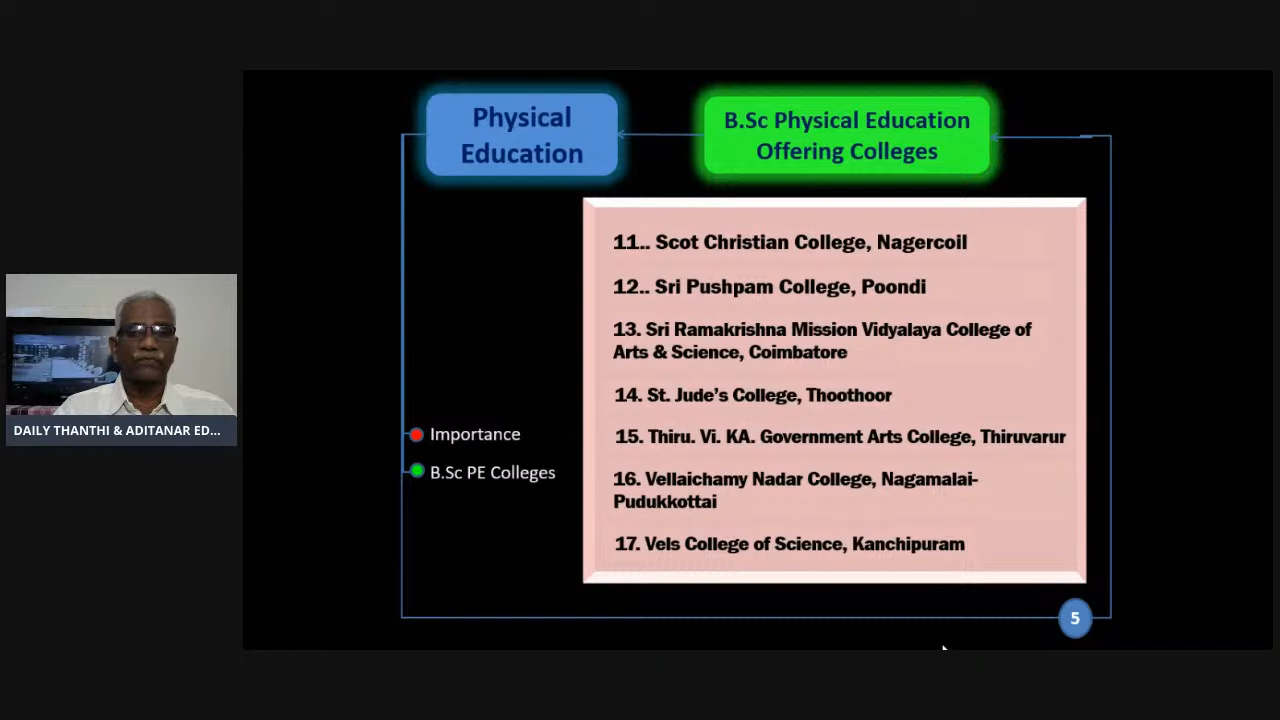 Physical
Education
B.Sc Physical Education
Offering Colleges
11.. Scot Christian College, Nagercoil
12.. Sri Pushpam College, Poondi
13. Sri Ramakrishna Mission Vidyalaya College of
Arts & Science, Coimbatore
14. St. Jude's College, Thoothoor
15. Thiru. Vi. KA. Government Arts College, Thiruvarur
16. Vellaichamy Nadar College, Nagamalai-
Pudukkottai
17. Vels College of Science, Kanchipuram
Importance
B.Sc PE Colleges
5
DAILY THANTHI & ADITANAR ED...